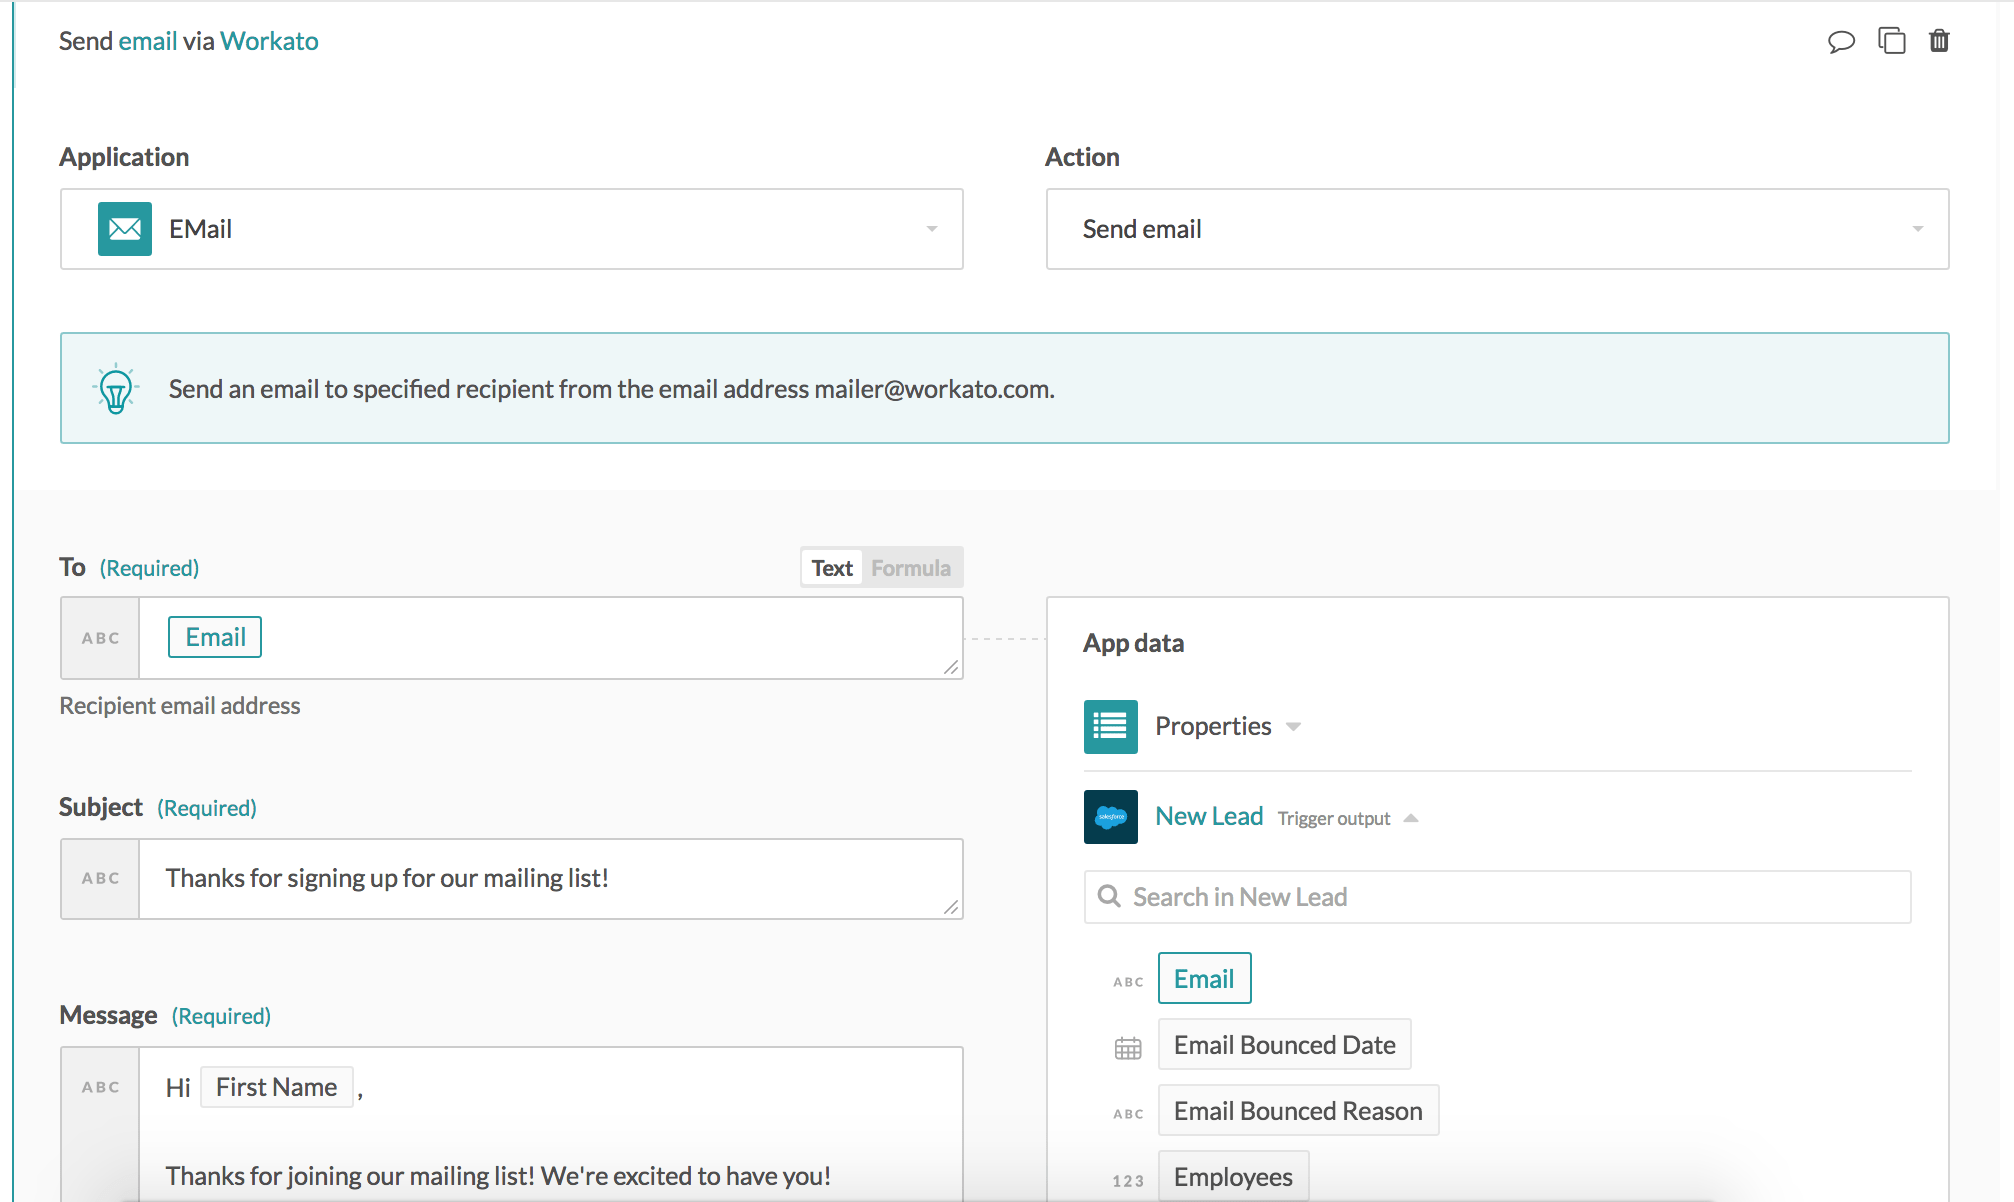 Send email via Workato
Application
Action
EMail
Send email
Send an email to specified recipient from the email address mailer@workato.com.
To (Required)
Text Formula
ABC Email
Recipient email address
Subject (Required)
ABC Thanks for signing up for our mailing list!
Message (Required)
ABC Hi First Name ,
Thanks for joining our mailing list! We're excited to have you!
App data
Properties
salesforce New Lead Trigger output
Search in New Lead
ABC Email
Email Bounced Date
ABC Email Bounced Reason
123 Employees